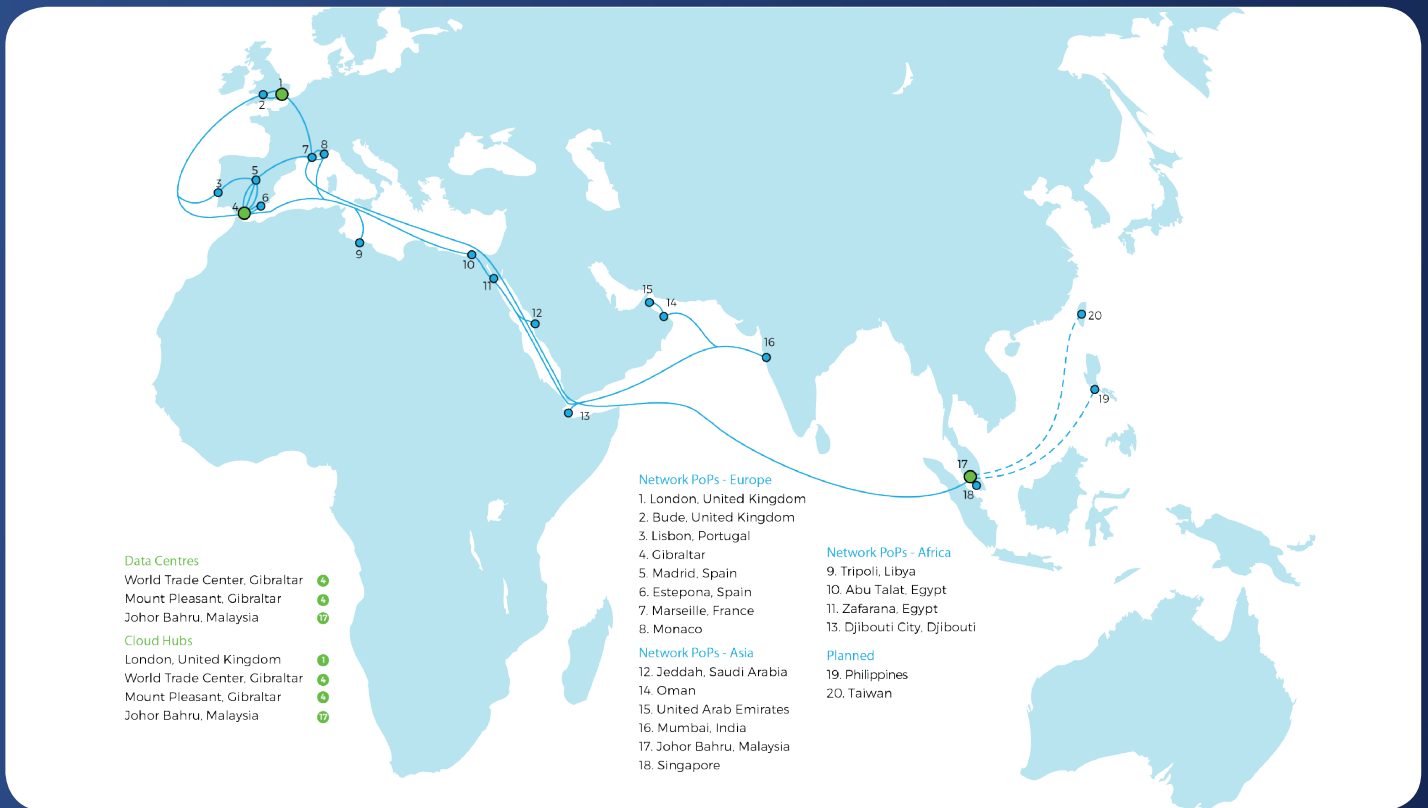 1
2
8
7
5
3
6
4
9
10
11
12
15
14
16
13
20
19
17
18
Data Centres
World Trade Center, Gibraltar 4
Mount Pleasant, Gibraltar 4
Johor Bahru, Malaysia 17
Cloud Hubs
London, United Kingdom 1
World Trade Center, Gibraltar 4
Mount Pleasant, Gibraltar 4
Johor Bahru, Malaysia 17
Network PoPs - Europe
1. London, United Kingdom
2. Bude, United Kingdom
3. Lisbon, Portugal
4. Gibraltar
5. Madrid, Spain
6. Estepona, Spain
7. Marseille, France
8. Monaco
Network PoPs - Asia
12. Jeddah, Saudi Arabia
14. Oman
15. United Arab Emirates
16. Mumbai, India
17. Johor Bahru, Malaysia
18. Singapore
Network PoPs - Africa
9. Tripoli, Libya
10. Abu Talat, Egypt
11. Zafarana, Egypt
13. Djibouti City, Djibouti
Planned
19. Philippines
20. Taiwan